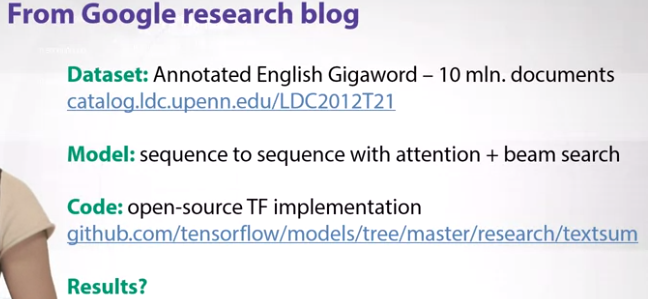 From Google research blog
Dataset: Annotated English Gigaword – 10 mln. documents
catalog.ldc.upenn.edu/LDC2012T21
Model: sequence to sequence with attention + beam search
Code: open-source TF implementation
github.com/tensorflow/models/tree/master/research/textsum
Results?